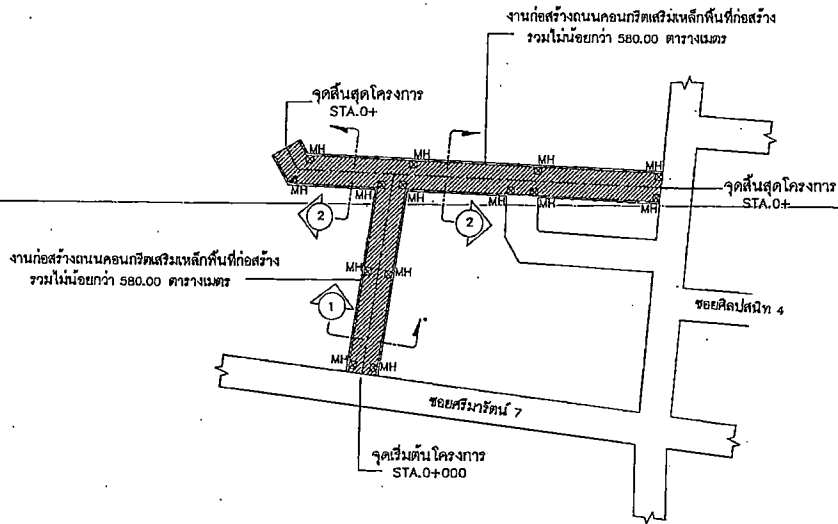 งานก่อสร้างถนนคอนกรีตเสริมเหล็กพื้นที่ก่อสร้าง
รวมไม่น้อยกว่า 580.00 ตารางเมตร
จุดสิ้นสุดโครงการ
STA.0+
MH
MH
MH
MH
MH
MH
MH
MH
MH
จุดสิ้นสุดโครงการ
STA.0+
2
2
งานก่อสร้างถนนคอนกรีตเสริมเหล็กพื้นที่ก่อสร้าง
รวมไม่น้อยกว่า 580.00 ตารางเมตร
MH
MH
1
ซอยศิลปสนิท 4
MH
MH
ซอยศรีมารัตน์ 7
จุดเริ่มต้นโครงการ
STA.0+000